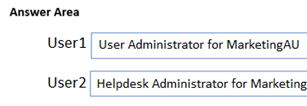 Answer Area
User1 User Administrator for MarketingAU
User2 Helpdesk Administrator for Marketing